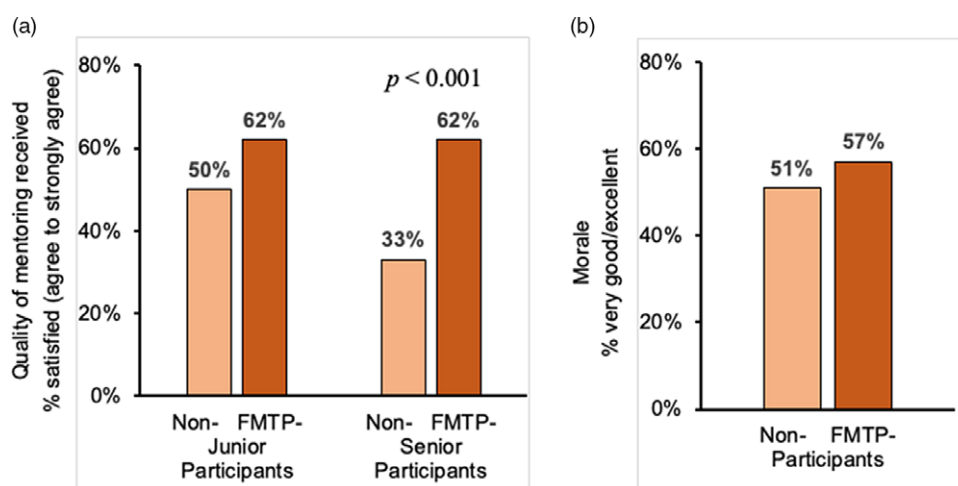 (a)
Quality of mentoring received
% satisfied (agree to strongly agree)
80%
60%
40%
20%
0%
50%
62%
p < 0.001
33%
62%
Non- FMTP-
Junior
Participants
Non- FMTP-
Senior
Participants
(b)
Morale
% very good/excellent
80%
60%
40%
20%
0%
51%
57%
Non- FMTP-
Participants